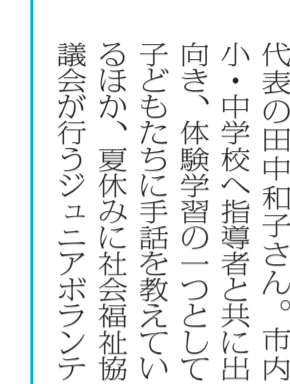 代表の田中和子さん。市内
小・中学校へ指導者と共に出
向き、体験学習の一つとして
子どもたちに手話を教えてい
るほか、夏休みに社会福祉協
議会が行うジュニアボランテ